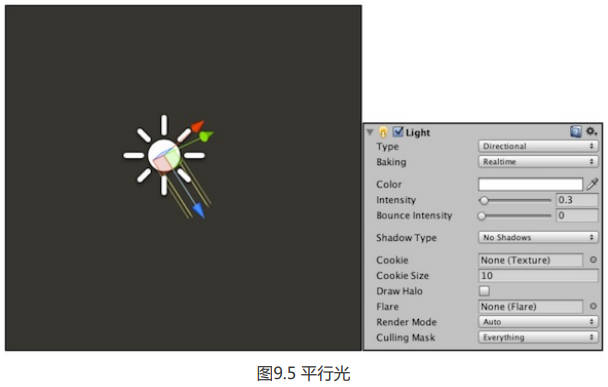 Light
Type Directional
Baking Realtime
Color
Intensity 0.3
Bounce Intensity 0
Shadow Type No Shadows
Cookie None (Texture)
Cookie Size 10
Draw Halo
Flare None (Flare)
Render Mode Auto
Culling Mask Everything
图9.5 平行光